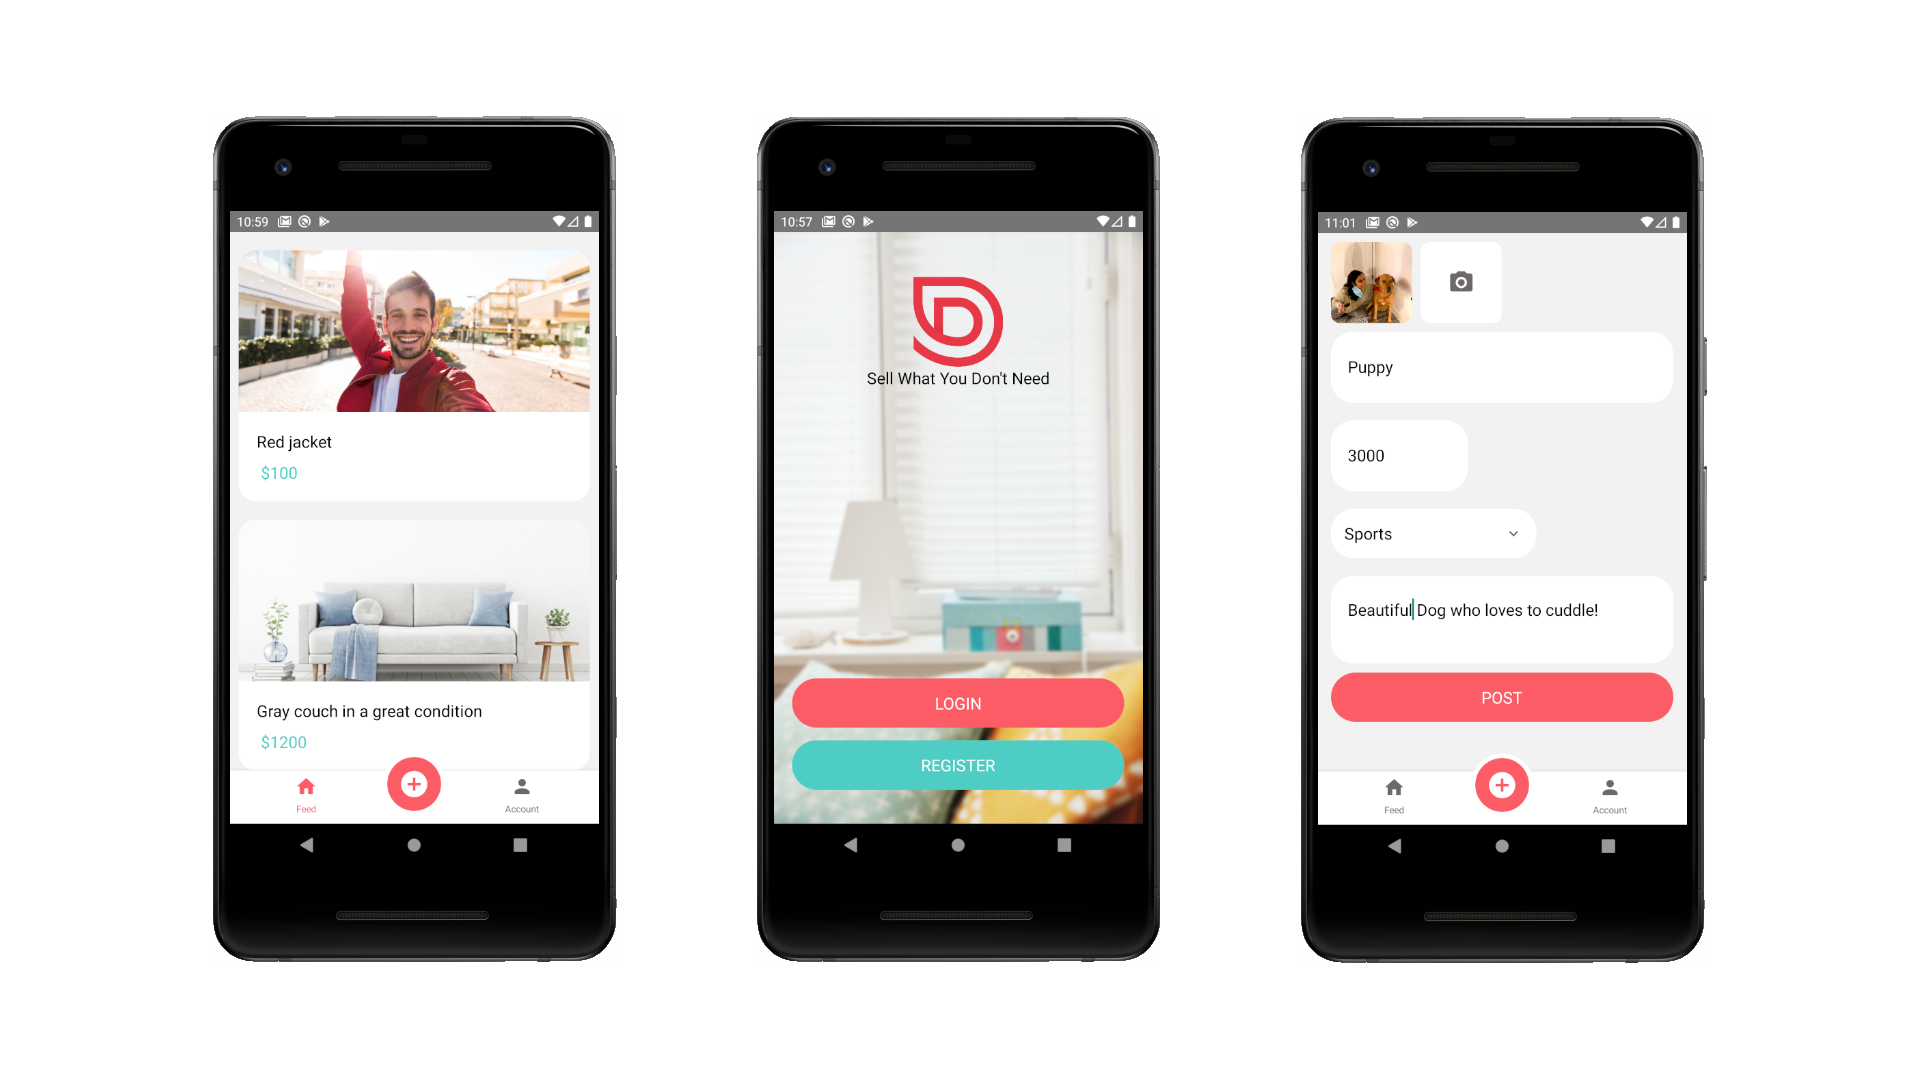 10:59
Red jacket
$100
Gray couch in a great condition
$1200
Feed
Account
10:57
Sell What You Don't Need
LOGIN
REGISTER
11:01
Puppy
3000
Sports
Beautiful Dog who loves to cuddle!
POST
Feed
Account